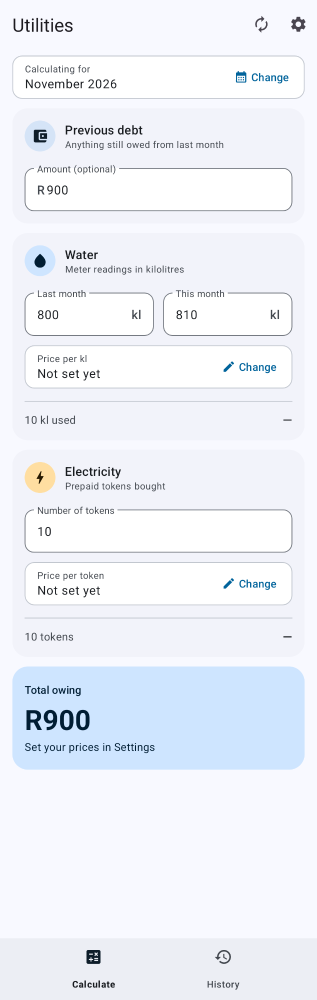 Utilities
Calculating for
November 2026
Change
Previous debt
Anything still owed from last month
Amount (optional)
R 900
Water
Meter readings in kilolitres
Last month
800 kl
This month
810 kl
Price per kl
Not set yet
Change
10 kl used –
Electricity
Prepaid tokens bought
Number of tokens
10
Price per token
Not set yet
Change
10 tokens –
Total owing
R900
Set your prices in Settings
Calculate
History